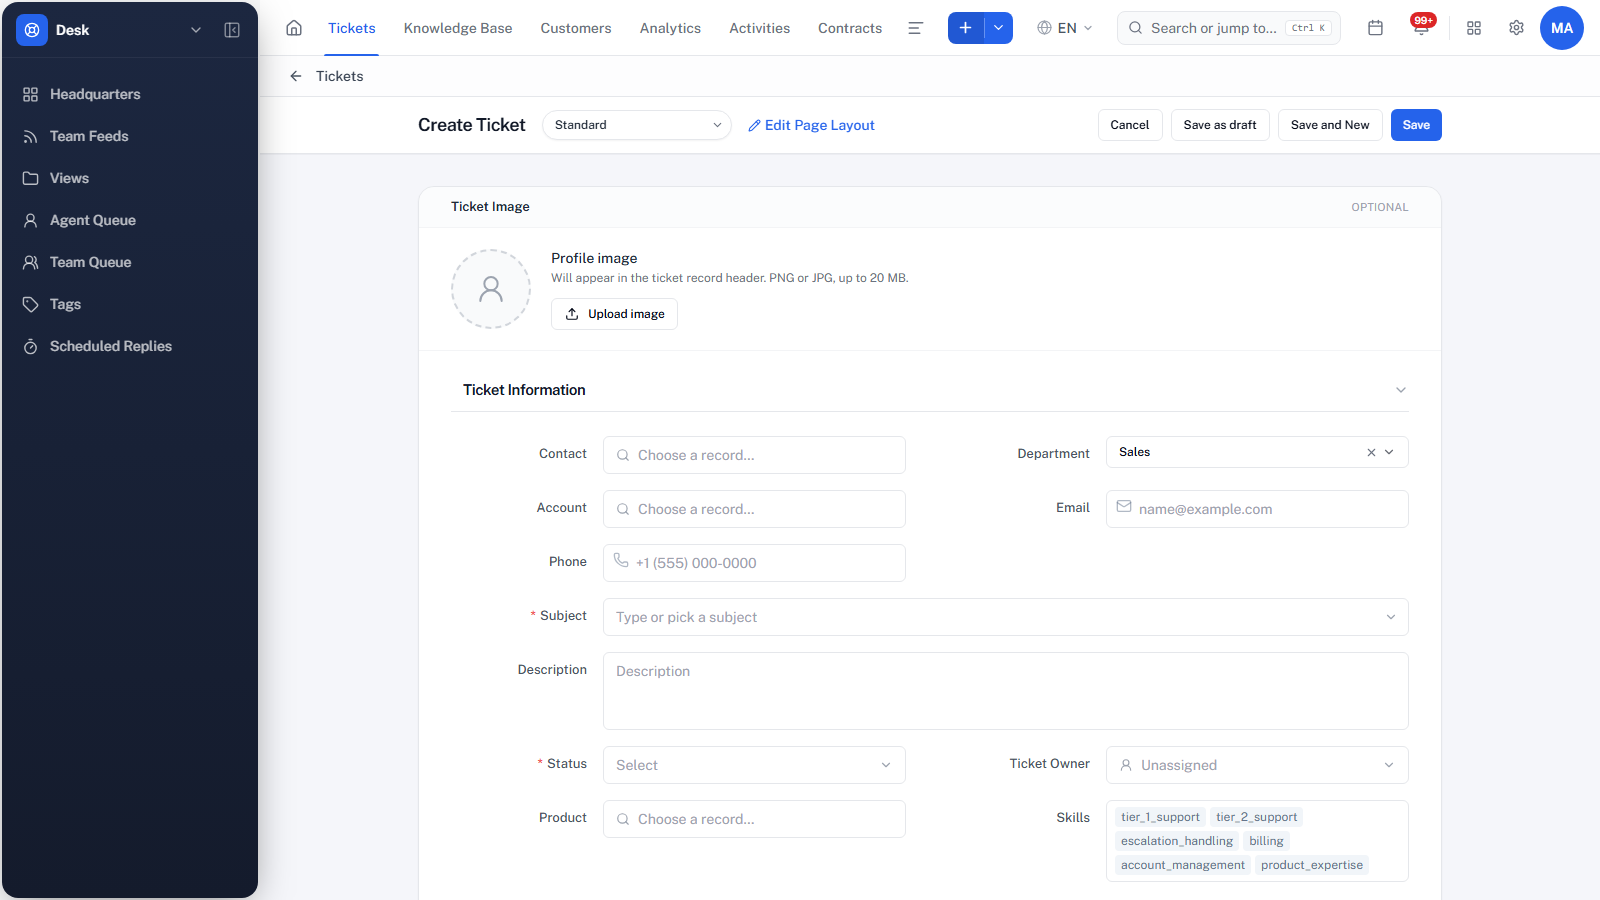 Desk
Headquarters
Team Feeds
Views
Agent Queue
Team Queue
Tags
Scheduled Replies
Tickets
Knowledge Base
Customers
Analytics
Activities
Contracts
EN
Search or jump to...
Ctrl K
99+
MA
Tickets
Create Ticket
Standard
Edit Page Layout
Cancel
Save as draft
Save and New
Save
Ticket Image
OPTIONAL
Profile image
Will appear in the ticket record header. PNG or JPG, up to 20 MB.
Upload image
Ticket Information
Contact
Choose a record...
Department
Sales
Account
Choose a record...
Email
name@example.com
Phone
+1 (555) 000-0000
* Subject
Type or pick a subject
Description
Description
* Status
Select
Ticket Owner
Unassigned
Product
Choose a record...
Skills
tier_1_support tier_2_support
escalation_handling billing
account_management product_expertise